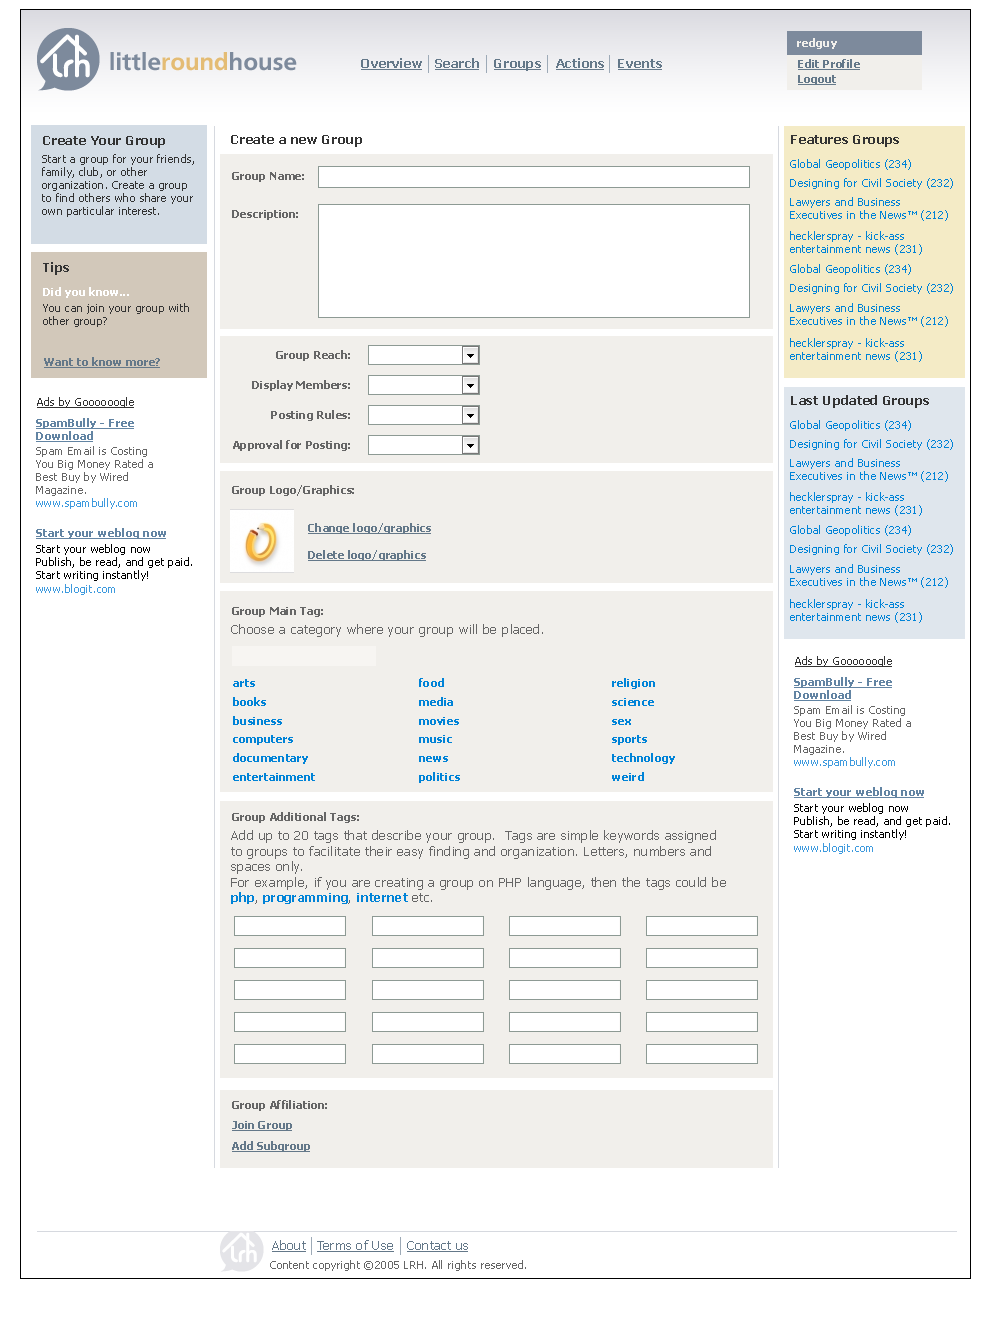 lrh littleroundhouse
Overview Search Groups Actions Events
redguy
Edit Profile
Logout
Create Your Group
Start a group for your friends,
family, club, or other
organization. Create a group
to find others who share your
own particular interest.
Tips
Did you know...
You can join your group with
other group?
Want to know more?
Ads by Goooooogle
SpamBully - Free
Download
Spam Email is Costing
You Big Money Rated a
Best Buy by Wired
Magazine.
www.spambully.com
Start your weblog now
Start your weblog now
Publish, be read, and get paid.
Start writing instantly!
www.blogit.com
Create a new Group
Group Name:
Description:
Group Reach:
Display Members:
Posting Rules:
Approval for Posting:
Group Logo/Graphics:
Change logo/graphics
Delete logo/graphics
Group Main Tag:
Choose a category where your group will be placed.
arts food religion
books media science
business movies sex
computers music sports
documentary news technology
entertainment politics weird
Group Additional Tags:
Add up to 20 tags that describe your group. Tags are simple keywords assigned
to groups to facilitate their easy finding and organization. Letters, numbers and
spaces only.
For example, if you are creating a group on PHP language, then the tags could be
php, programming, internet etc.
Group Affiliation:
Join Group
Add Subgroup
Features Groups
Global Geopolitics (234)
Designing for Civil Society (232)
Lawyers and Business
Executives in the News™ (212)
hecklerspray - kick-ass
entertainment news (231)
Global Geopolitics (234)
Designing for Civil Society (232)
Lawyers and Business
Executives in the News™ (212)
hecklerspray - kick-ass
entertainment news (231)
Last Updated Groups
Global Geopolitics (234)
Designing for Civil Society (232)
Lawyers and Business
Executives in the News™ (212)
hecklerspray - kick-ass
entertainment news (231)
Global Geopolitics (234)
Designing for Civil Society (232)
Lawyers and Business
Executives in the News™ (212)
hecklerspray - kick-ass
entertainment news (231)
Ads by Goooooogle
SpamBully - Free
Download
Spam Email is Costing
You Big Money Rated a
Best Buy by Wired
Magazine.
www.spambully.com
Start your weblog now
Start your weblog now
Publish, be read, and get paid.
Start writing instantly!
www.blogit.com
lrh
About Terms of Use Contact us
Content copyright ©2005 LRH. All rights reserved.